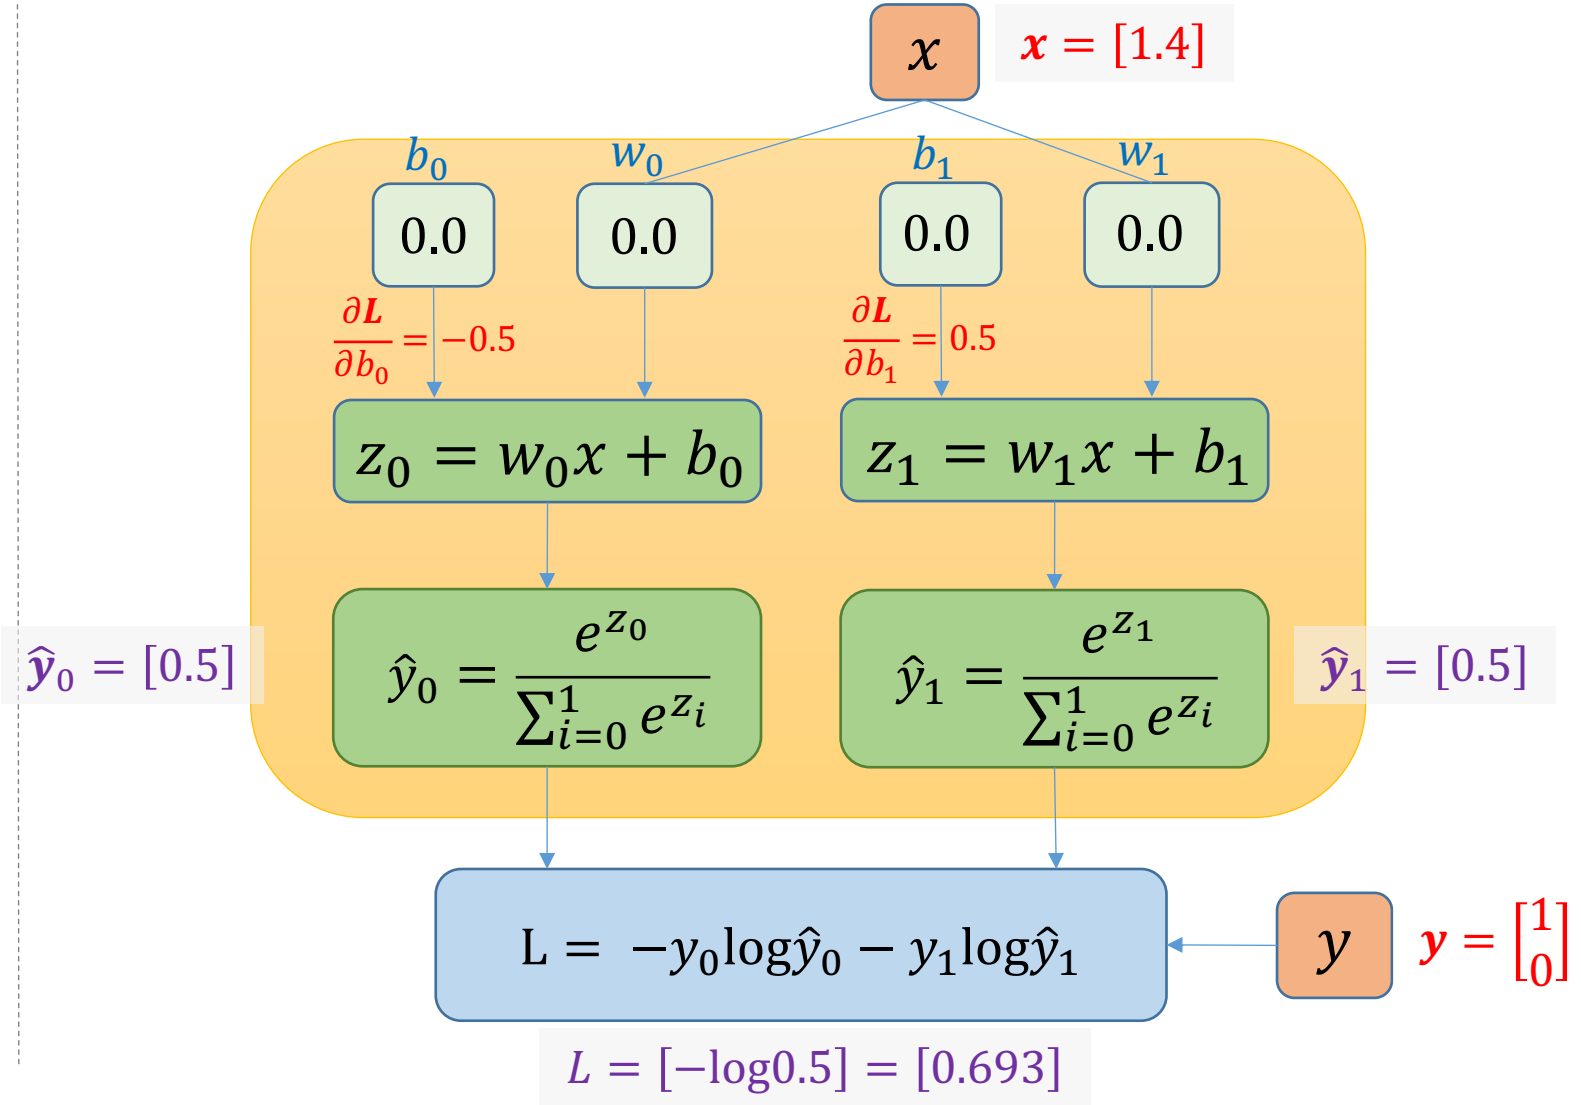 x
𝒙 = [1.4]
b₀
w₀
b₁
w₁
0.0
0.0
0.0
0.0
∂𝑳/∂b₀ = −0.5
∂𝑳/∂b₁ = 0.5
z₀ = w₀x + b₀
z₁ = w₁x + b₁
ŷ₀ = e^{z₀} / ∑_{i=0}^{1} e^{z_i}
ŷ₁ = e^{z₁} / ∑_{i=0}^{1} e^{z_i}
ŷ₀ = [0.5]
ŷ₁ = [0.5]
L = −y₀logŷ₀ − y₁logŷ₁
y
𝒚 = [1 0]
L = [−log0.5] = [0.693]